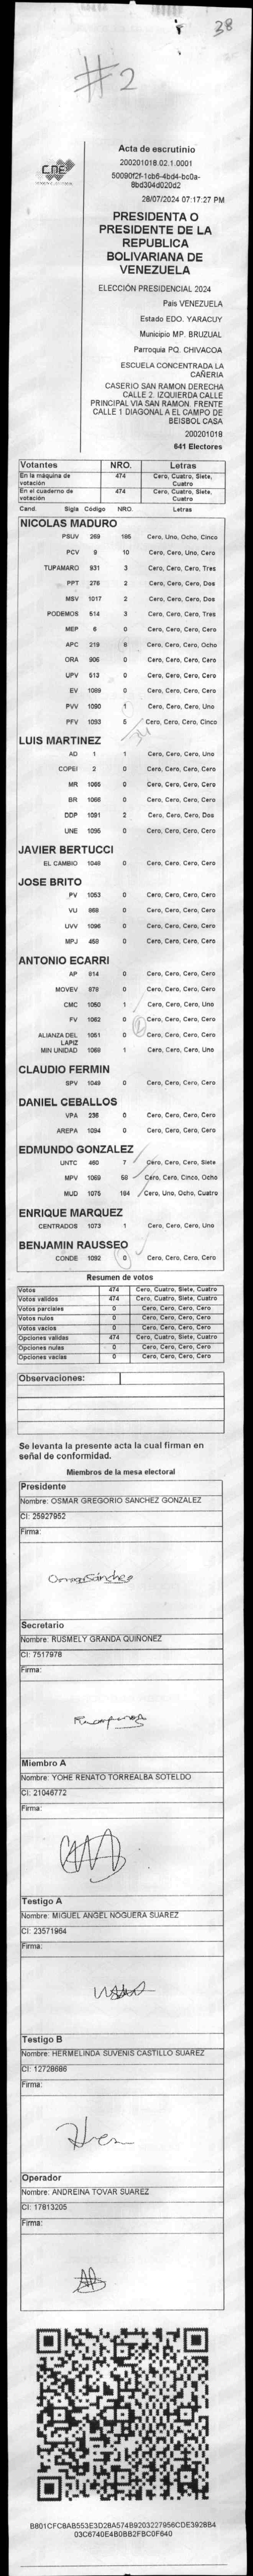 38
#2
CNE
Acta de escrutinio
200201018.02.1.0001
50090f2f-1cb6-4bd4-bc0a-
8bd304d020d2
28/07/2024 07:17:27 PM
PRESIDENTA O
PRESIDENTE DE LA
REPUBLICA
BOLIVARIANA DE
VENEZUELA
ELECCIÓN PRESIDENCIAL 2024
Pais VENEZUELA
Estado EDO. YARACUY
Municipio MP. BRUZUAL
Parroquia PQ. CHIVACOA
ESCUELA CONCENTRADA LA
CAÑERIA
CASERIO SAN RAMON DERECHA
CALLE 2. IZQUIERDA CALLE
PRINCIPAL VIA SAN RAMON. FRENTE
CALLE 1 DIAGONAL A EL CAMPO DE
BEISBOL CASA
200201018
641 Electores
Votantes NRO. Letras
En la máquina de votación 474 Cero, Cuatro, Siete, Cuatro
En el cuaderno de votación 474 Cero, Cuatro, Siete, Cuatro
Cand. Sigla Código NRO. Letras
NICOLAS MADURO
PSUV 269 185 Cero, Uno, Ocho, Cinco
PCV 9 10 Cero, Cero, Uno, Cero
TUPAMARO 931 3 Cero, Cero, Cero, Tres
PPT 276 2 Cero, Cero, Cero, Dos
MSV 1017 2 Cero, Cero, Cero, Dos
PODEMOS 514 3 Cero, Cero, Cero, Tres
MEP 6 0 Cero, Cero, Cero, Cero
APC 219 8 Cero, Cero, Cero, Ocho
ORA 906 0 Cero, Cero, Cero, Cero
UPV 613 0 Cero, Cero, Cero, Cero
EV 1089 0 Cero, Cero, Cero, Cero
PVV 1090 1 Cero, Cero, Cero, Uno
PFV 1093 5 Cero, Cero, Cero, Cinco
LUIS MARTINEZ
AD 1 1 Cero, Cero, Cero, Uno
COPEI 2 0 Cero, Cero, Cero, Cero
MR 1065 0 Cero, Cero, Cero, Cero
BR 1066 0 Cero, Cero, Cero, Cero
DDP 1091 2 Cero, Cero, Cero, Dos
UNE 1095 0 Cero, Cero, Cero, Cero
JAVIER BERTUCCI
EL CAMBIO 1048 0 Cero, Cero, Cero, Cero
JOSE BRITO
PV 1053 0 Cero, Cero, Cero, Cero
VU 868 0 Cero, Cero, Cero, Cero
UVV 1096 0 Cero, Cero, Cero, Cero
MPJ 459 0 Cero, Cero, Cero, Cero
ANTONIO ECARRI
AP 614 0 Cero, Cero, Cero, Cero
MOVEV 679 0 Cero, Cero, Cero, Cero
CMC 1050 1 Cero, Cero, Cero, Uno
FV 1062 0 Cero, Cero, Cero, Cero
ALIANZA DEL LAPIZ 1051 0 Cero, Cero, Cero, Cero
MIN UNIDAD 1069 1 Cero, Cero, Cero, Uno
CLAUDIO FERMIN
SPV 1049 0 Cero, Cero, Cero, Cero
DANIEL CEBALLOS
VPA 236 0 Cero, Cero, Cero, Cero
AREPA 1094 0 Cero, Cero, Cero, Cero
EDMUNDO GONZALEZ
UNTC 460 7 Cero, Cero, Cero, Siete
MPV 1069 58 Cero, Cero, Cinco, Ocho
MUD 1075 184 Cero, Uno, Ocho, Cuatro
ENRIQUE MARQUEZ
CENTRADOS 1073 1 Cero, Cero, Cero, Uno
BENJAMIN RAUSSEO
CONDE 1092 0 Cero, Cero, Cero, Cero
Resumen de votos
Votos 474 Cero, Cuatro, Siete, Cuatro
Votos validos 474 Cero, Cuatro, Siete, Cuatro
Votos parciales 0 Cero, Cero, Cero, Cero
Votos nulos 0 Cero, Cero, Cero, Cero
Votos vacios 0 Cero, Cero, Cero, Cero
Opciones validas 474 Cero, Cuatro, Siete, Cuatro
Opciones nulas 0 Cero, Cero, Cero, Cero
Opciones vacias 0 Cero, Cero, Cero, Cero
Observaciones:
Se levanta la presente acta la cual firman en
señal de conformidad.
Miembros de la mesa electoral
Presidente
Nombre: OSMAR GREGORIO SANCHEZ GONZALEZ
CI: 25927952
Firma:
Secretario
Nombre: RUSMELY GRANDA QUIÑONEZ
CI: 7517978
Firma:
Miembro A
Nombre: YOHE RENATO TORREALBA SOTELDO
CI: 21046772
Firma:
Testigo A
Nombre: MIGUEL ANGEL NOGUERA SUAREZ
CI: 23571964
Firma:
Testigo B
Nombre: HERMELINDA SUVENIS CASTILLO SUAREZ
CI: 12728686
Firma:
Operador
Nombre: ANDREINA TOVAR SUAREZ
CI: 17813205
Firma:
B801CFC8AB553E3D28A574B9203227956CDE3928B4
03C6740E4B0BB2FBC0F640